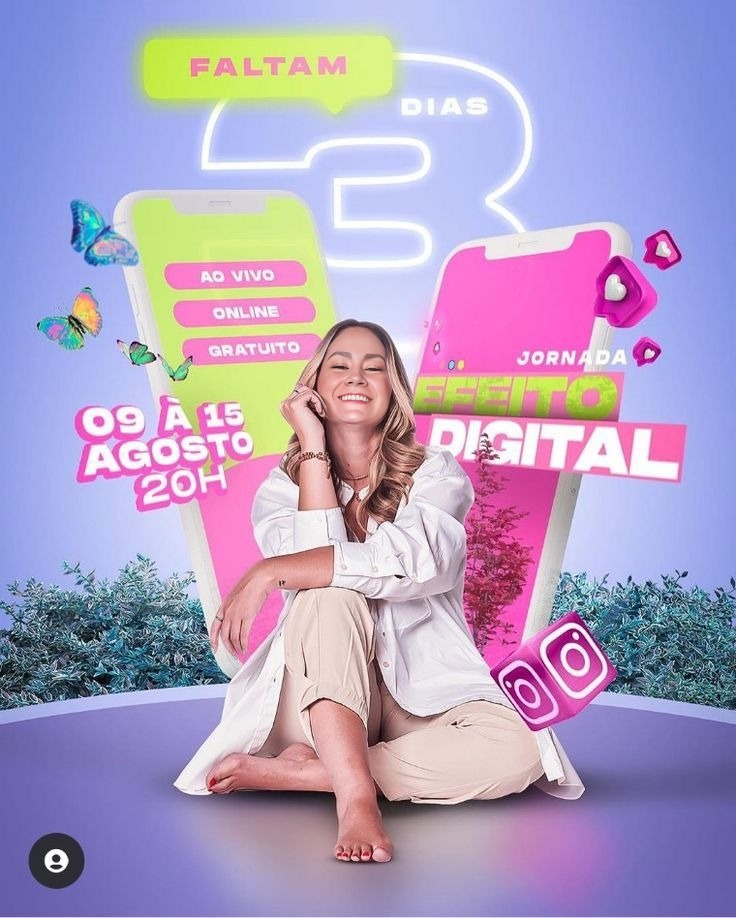 FALTAM
3
DIAS
AO VIVO
ONLINE
GRATUITO
09 À 15
AGOSTO
20H
JORNADA
EFEITO
DIGITAL